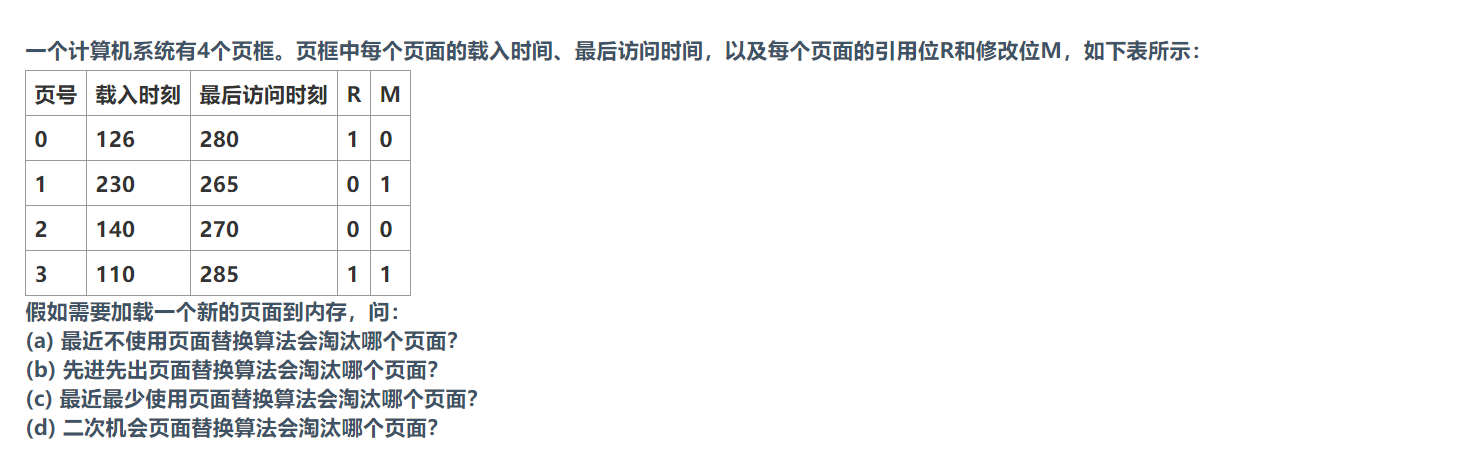 一个计算机系统有4个页框。页框中每个页面的载入时间、最后访问时间，以及每个页面的引用位R和修改位M，如下表所示：
页号 载入时刻 最后访问时刻 R M
0 126 280 1 0
1 230 265 0 1
2 140 270 0 0
3 110 285 1 1
假如需要加载一个新的页面到内存，问：
(a) 最近不使用页面替换算法会淘汰哪个页面？
(b) 先进先出页面替换算法会淘汰哪个页面？
(c) 最近最少使用页面替换算法会淘汰哪个页面？
(d) 二次机会页面替换算法会淘汰哪个页面？